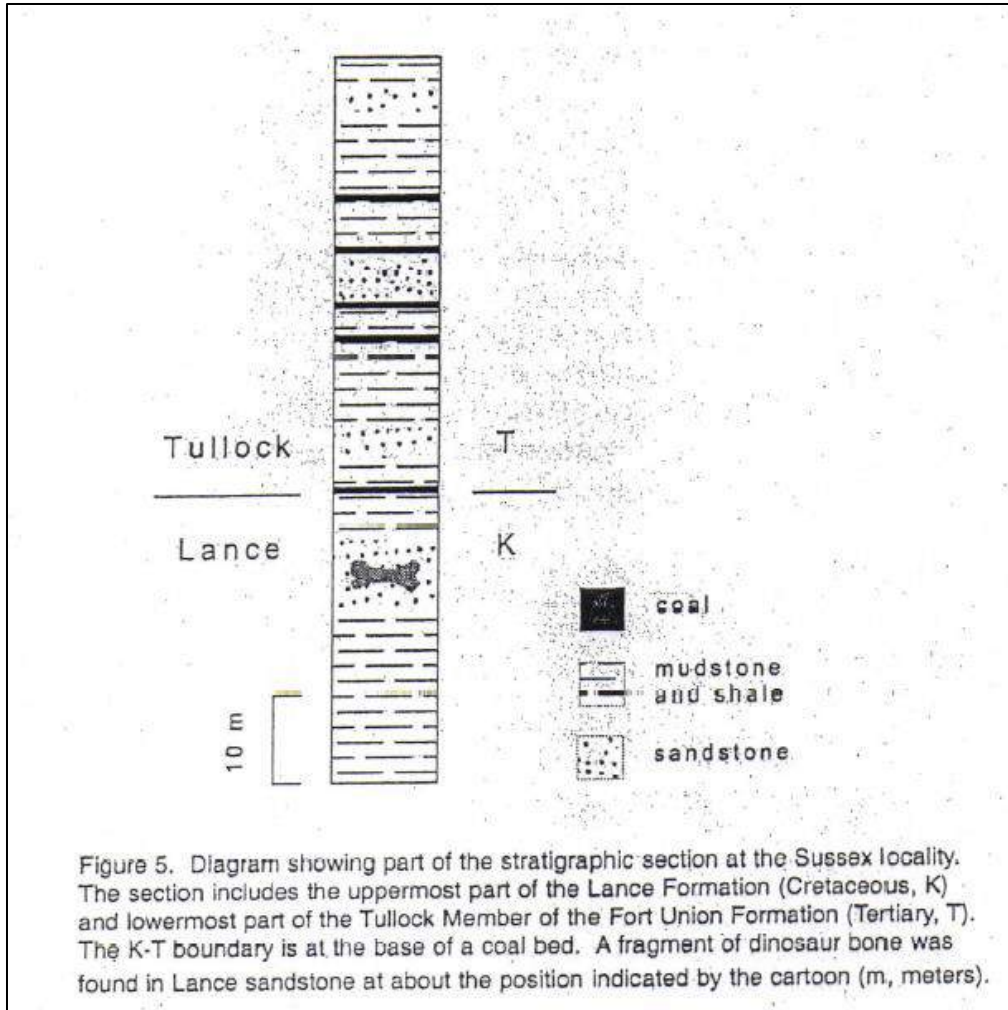 Tullock
T
Lance
K
coal
mudstone
and shale
sandstone
10 m
Figure 5. Diagram showing part of the stratigraphic section at the Sussex locality.
The section includes the uppermost part of the Lance Formation (Cretaceous, K)
and lowermost part of the Tullock Member of the Fort Union Formation (Tertiary, T).
The K-T boundary is at the base of a coal bed. A fragment of dinosaur bone was
found in Lance sandstone at about the position indicated by the cartoon (m, meters).